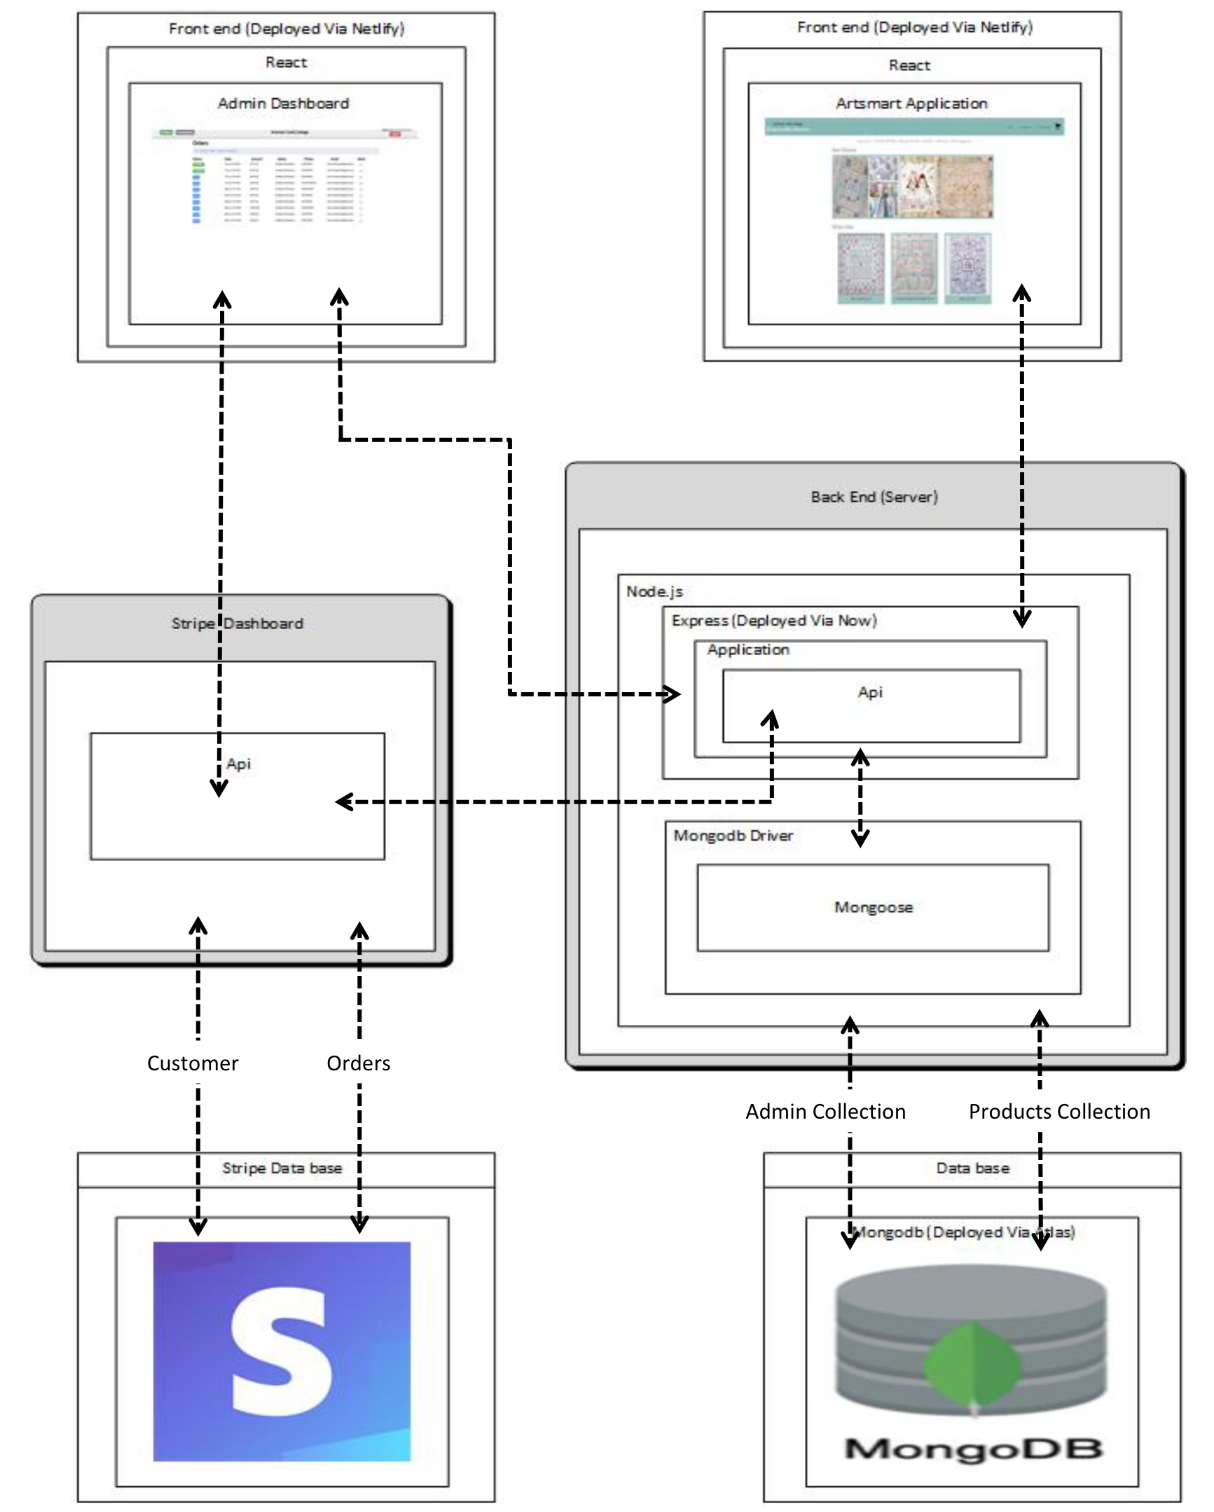 Front end (Deployed Via Netlify)
React
Admin Dashboard
Orders
Front end (Deployed Via Netlify)
React
Artsmart Application
Back End (Server)
Node.js
Express (Deployed Via Now)
Application
Api
Mongodb Driver
Mongoose
Stripe Dashboard
Api
Customer
Orders
Admin Collection
Products Collection
Stripe Data base
S
Data base
Mongodb (Deployed Via Atlas)
MongoDB